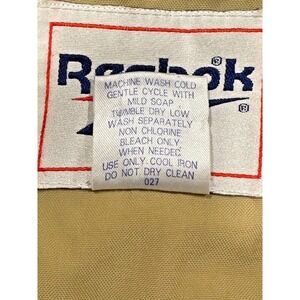 Reebok ®
MACHINE WASH COLD
GENTLE CYCLE WITH
MILD SOAP
TUMBLE DRY LOW
WASH SEPARATELY
NON CHLORINE
BLEACH ONLY
WHEN NEEDED
USE ONLY COOL IRON
DO NOT DRY CLEAN
027
®